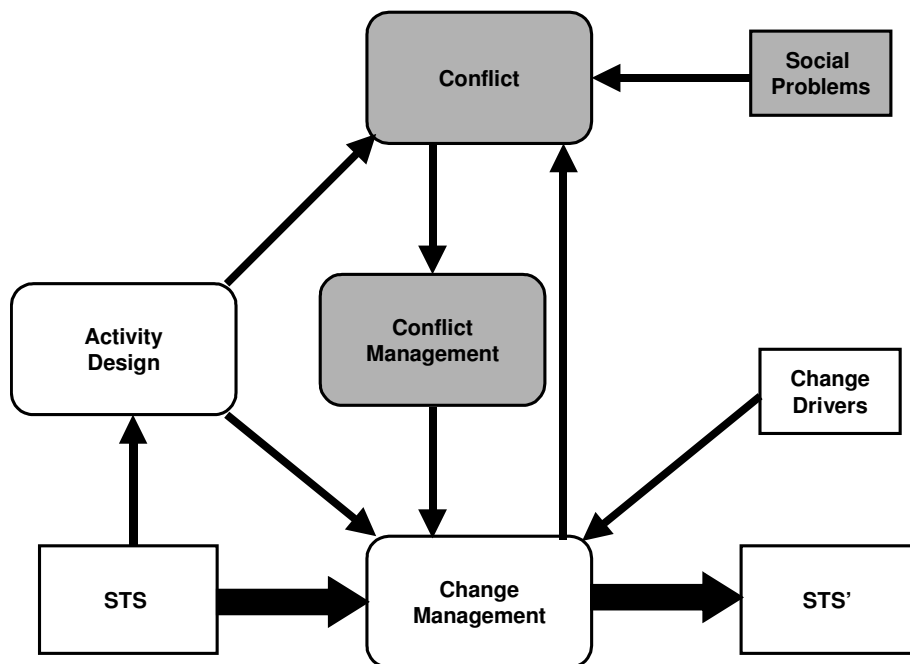 Conflict
Social
Problems
Activity
Design
Conflict
Management
Change
Drivers
STS
Change
Management
STS’